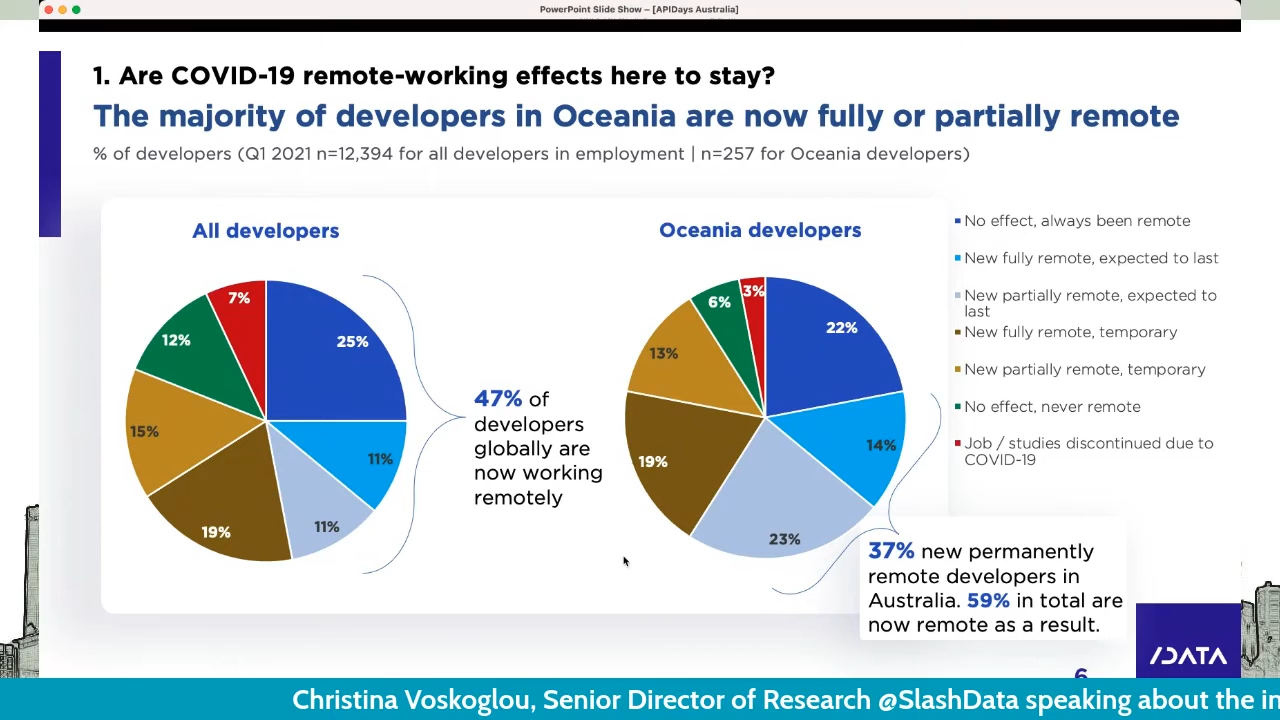 PowerPoint Slide Show – [APIDays Australia]
1. Are COVID-19 remote-working effects here to stay?
The majority of developers in Oceania are now fully or partially remote
% of developers (Q1 2021 n=12,394 for all developers in employment | n=257 for Oceania developers)
All developers
25%
11%
11%
19%
15%
12%
7%
47% of
developers
globally are
now working
remotely
Oceania developers
22%
14%
23%
19%
13%
6%
3%
No effect, always been remote
New fully remote, expected to last
New partially remote, expected to
last
New fully remote, temporary
New partially remote, temporary
No effect, never remote
Job / studies discontinued due to
COVID-19
37% new permanently
remote developers in
Australia. 59% in total are
now remote as a result.
6
/DATA
Christina Voskoglou, Senior Director of Research @SlashData speaking about the in